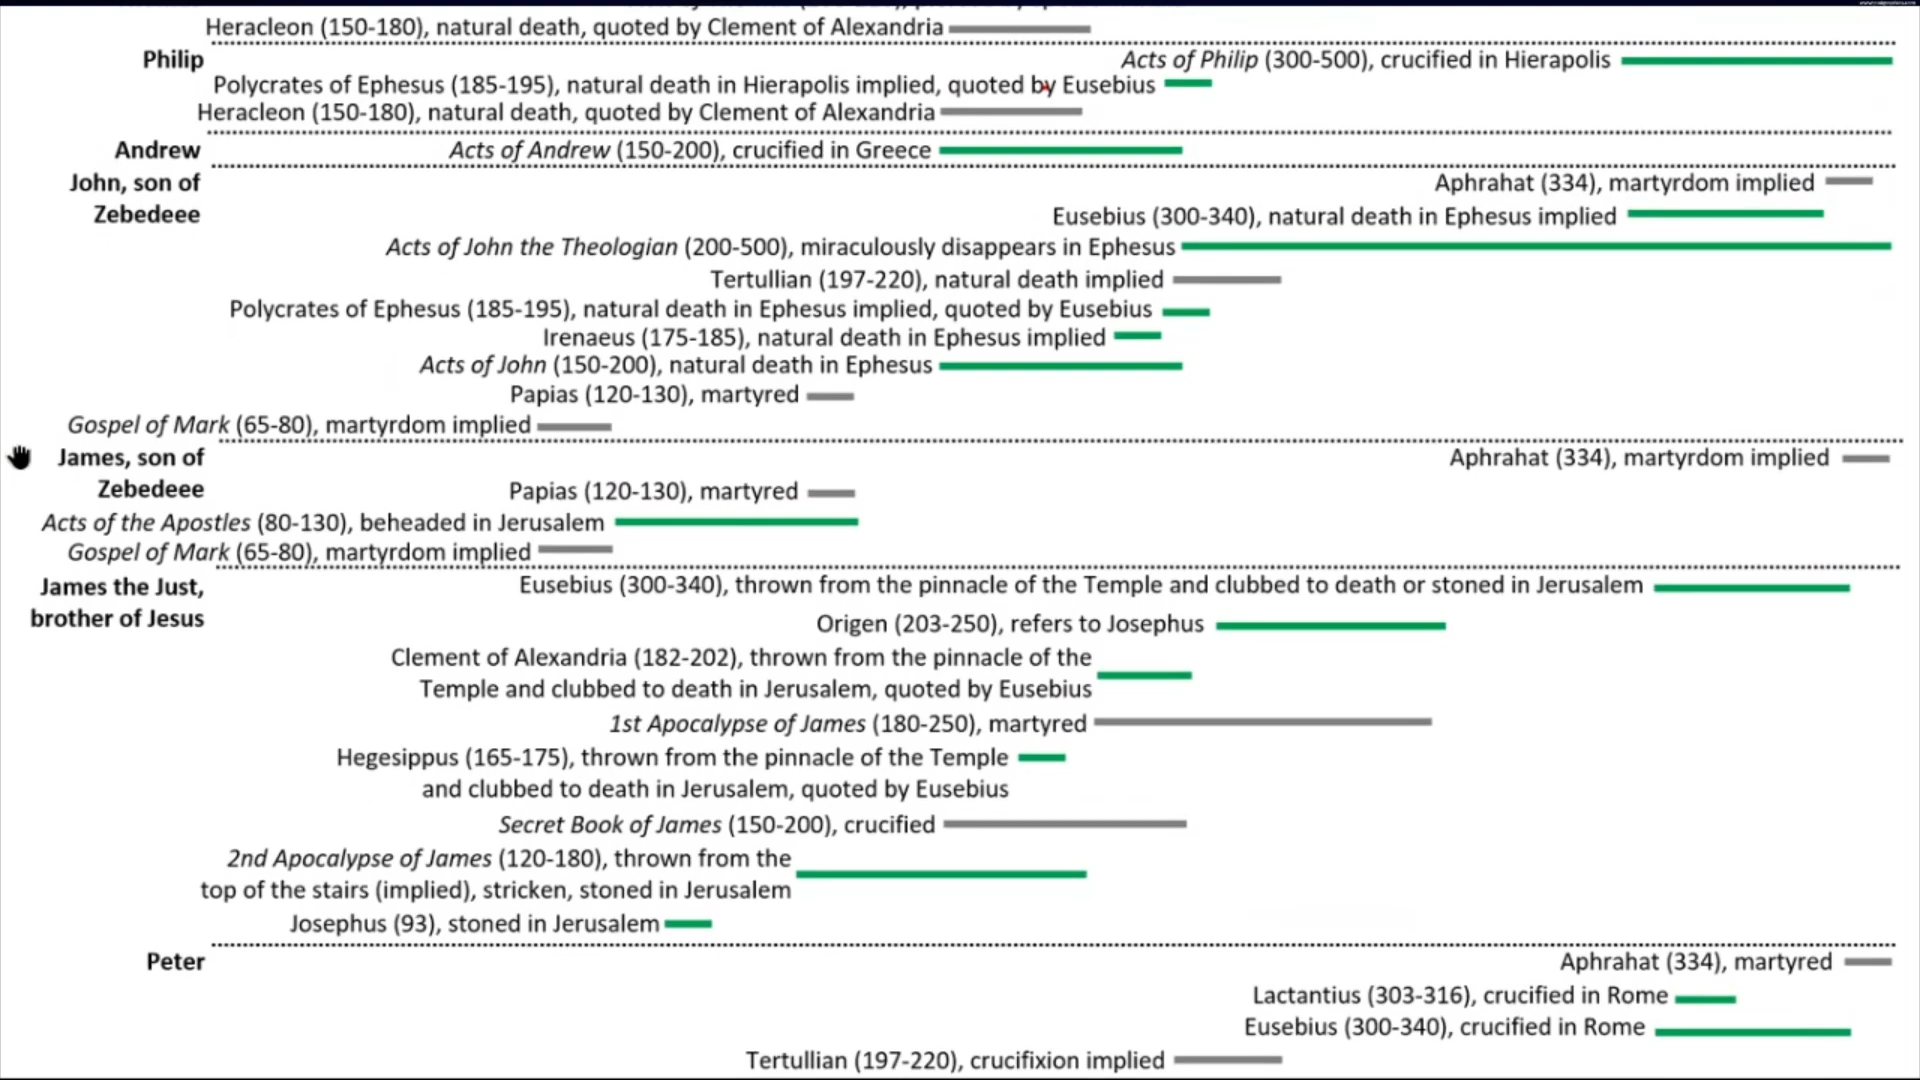 Heracleon (150-180), natural death, quoted by Clement of Alexandria
Philip
Acts of Philip (300-500), crucified in Hierapolis
Polycrates of Ephesus (185-195), natural death in Hierapolis implied, quoted by Eusebius
Heracleon (150-180), natural death, quoted by Clement of Alexandria
Andrew
Acts of Andrew (150-200), crucified in Greece
John, son of
Zebedeee
Aphrahat (334), martyrdom implied
Eusebius (300-340), natural death in Ephesus implied
Acts of John the Theologian (200-500), miraculously disappears in Ephesus
Tertullian (197-220), natural death implied
Polycrates of Ephesus (185-195), natural death in Ephesus implied, quoted by Eusebius
Irenaeus (175-185), natural death in Ephesus implied
Acts of John (150-200), natural death in Ephesus
Papias (120-130), martyred
Gospel of Mark (65-80), martyrdom implied
James, son of
Zebedeee
Aphrahat (334), martyrdom implied
Papias (120-130), martyred
Acts of the Apostles (80-130), beheaded in Jerusalem
Gospel of Mark (65-80), martyrdom implied
James the Just,
brother of Jesus
Eusebius (300-340), thrown from the pinnacle of the Temple and clubbed to death or stoned in Jerusalem
Origen (203-250), refers to Josephus
Clement of Alexandria (182-202), thrown from the pinnacle of the
Temple and clubbed to death in Jerusalem, quoted by Eusebius
1st Apocalypse of James (180-250), martyred
Hegesippus (165-175), thrown from the pinnacle of the Temple
and clubbed to death in Jerusalem, quoted by Eusebius
Secret Book of James (150-200), crucified
2nd Apocalypse of James (120-180), thrown from the
top of the stairs (implied), stricken, stoned in Jerusalem
Josephus (93), stoned in Jerusalem
Peter
Aphrahat (334), martyred
Lactantius (303-316), crucified in Rome
Eusebius (300-340), crucified in Rome
Tertullian (197-220), crucifixion implied